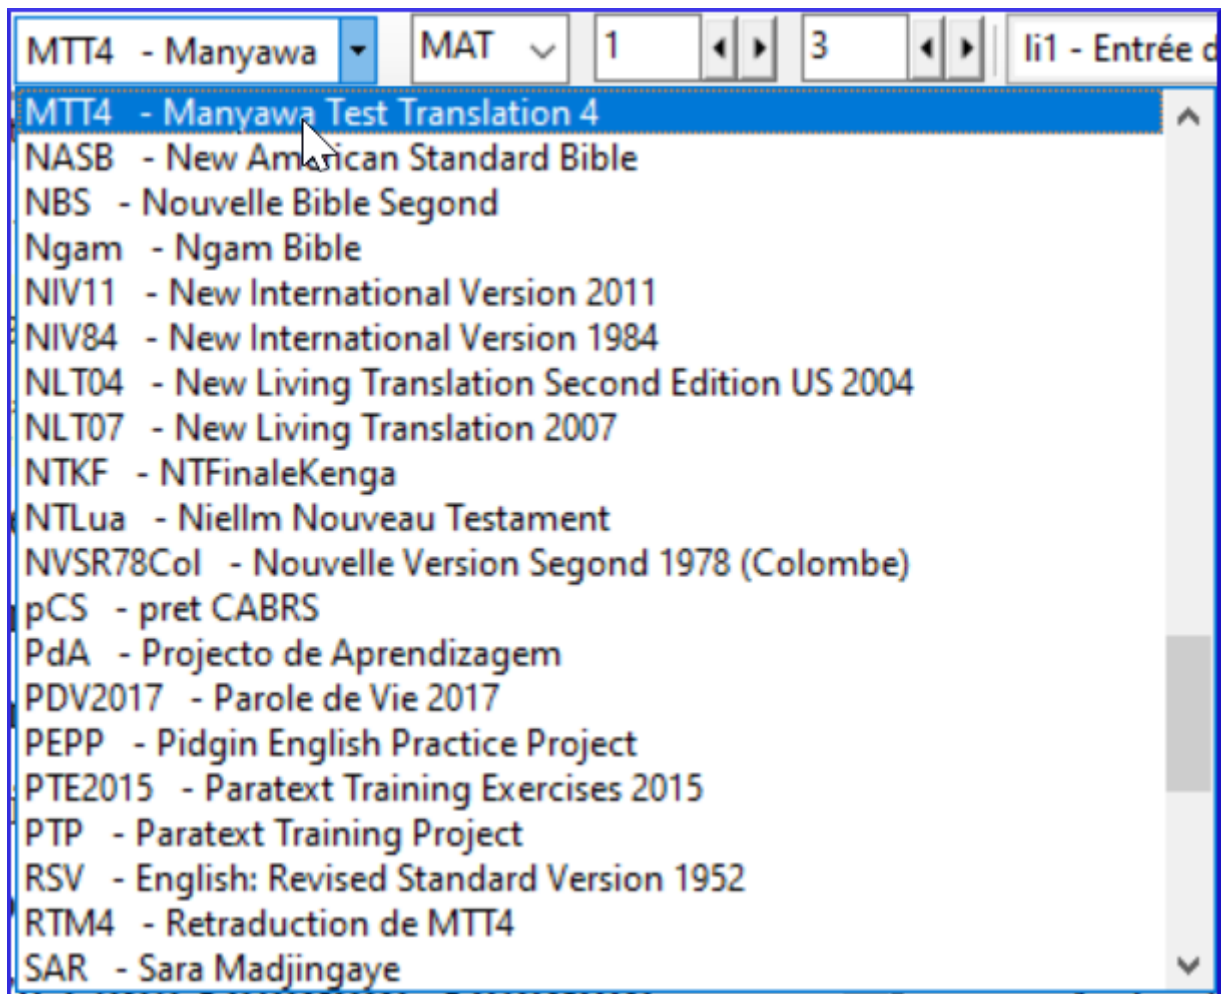 MTT4 - Manyawa MAT 1 3 li1 - Entrée d
MTT4 - Manyawa Test Translation 4
NASB - New American Standard Bible
NBS - Nouvelle Bible Segond
Ngam - Ngam Bible
NIV11 - New International Version 2011
NIV84 - New International Version 1984
NLT04 - New Living Translation Second Edition US 2004
NLT07 - New Living Translation 2007
NTKF - NTFinaleKenga
NTLua - Niellm Nouveau Testament
NVSR78Col - Nouvelle Version Segond 1978 (Colombe)
pCS - pret CABRS
PdA - Projecto de Aprendizagem
PDV2017 - Parole de Vie 2017
PEPP - Pidgin English Practice Project
PTE2015 - Paratext Training Exercises 2015
PTP - Paratext Training Project
RSV - English: Revised Standard Version 1952
RTM4 - Retraduction de MTT4
SAR - Sara Madjingaye